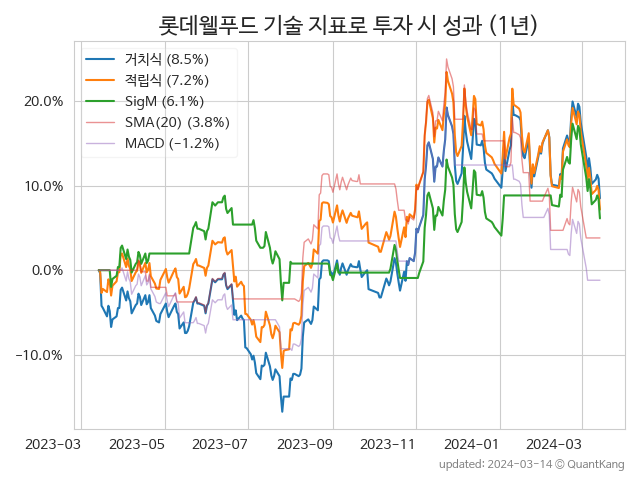 롯데웰푸드 기술 지표로 투자 시 성과 (1년)
거치식 (8.5%)
적립식 (7.2%)
SigM (6.1%)
SMA(20) (3.8%)
MACD (−1.2%)
20.0%
10.0%
0.0%
−10.0%
2023-03 2023-05 2023-07 2023-09 2023-11 2024-01 2024-03
updated: 2024-03-14 © QuantKang